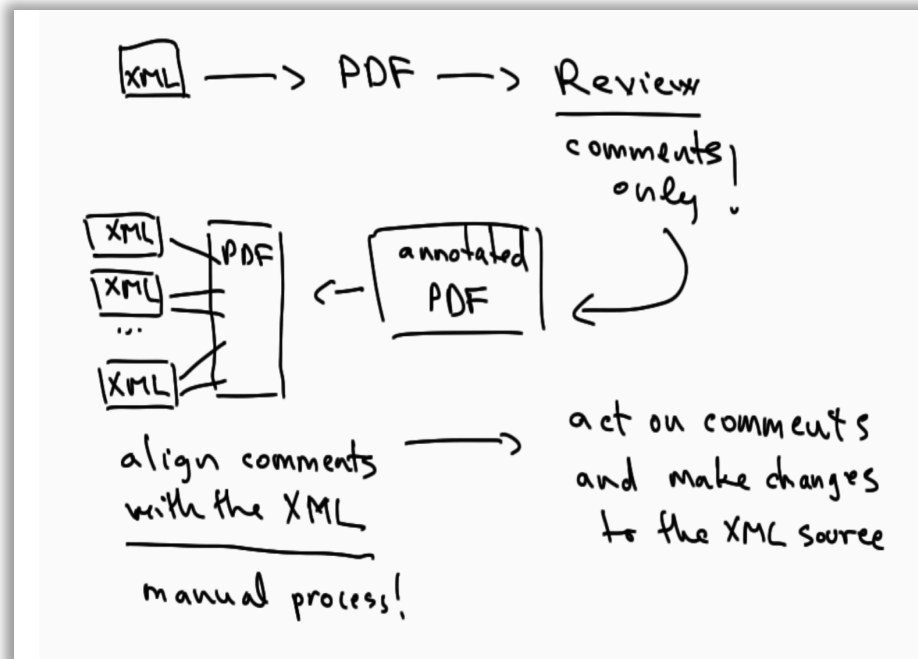 XML → PDF → Review
comments
only!
XML
XML
...
XML
PDF
←
annotated
PDF
align comments
with the XML
manual process!
→
act on comments
and make changes
to the XML source